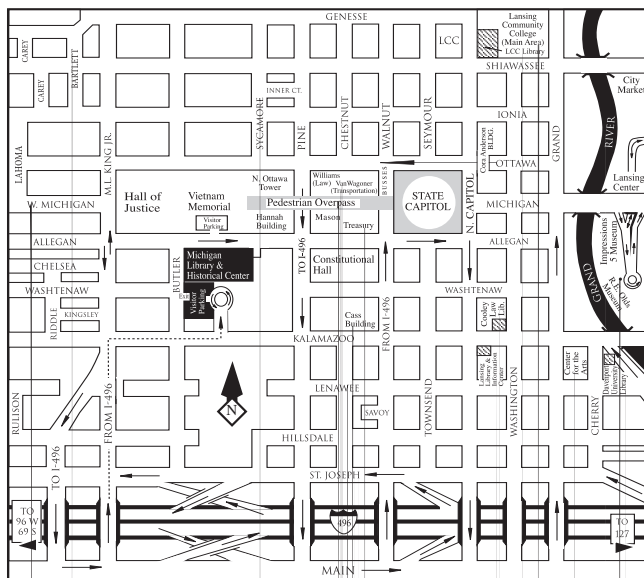 GENESSE
Lansing
Community
College
(Main Area)
LCC Library
LCC
CAREY
BARTLETT
SHIAWASSEE
City
Market
CAREY
INNER CT.
SYCAMORE
PINE
CHESTNUT
WALNUT
SEYMOUR
IONIA
GRAND
RIVER
LAHOMA
M.L. KING JR.
Cora Anderson
BLDG.
OTTAWA
Lansing
Center
N. Ottawa
Tower
Williams
(Law)
VanWagoner
(Transportation)
BUSSES
STATE
CAPITOL
N. CAPITOL
W. MICHIGAN
Hall of
Justice
Vietnam
Memorial
Visitor
Parking
Pedestrian Overpass
Hannah
Building
Mason
Treasury
MICHIGAN
ALLEGAN
ALLEGAN
TO I-496
Constitutional
Hall
Impressions
5 Museum
CHELSEA
BUTLER
Michigan
Library &
Historical Center
WASHTENAW
WASHTENAW
GRAND
R.E. Olds
Museum
Visitor
Parking
RIDDLE
KINGSLEY
Cass
Building
FROM I-496
Cooley
Law
Lib.
KALAMAZOO
Lansing
Library &
Information
Center
Center
for the
Arts
Davenport
University
Library
RULISON
FROM I-496
N
LENAWEE
SAVOY
TOWNSEND
WASHINGTON
CHERRY
HILLSDALE
TO I-496
ST. JOSEPH
TO
96 W
69 S
496
TO
127
MAIN